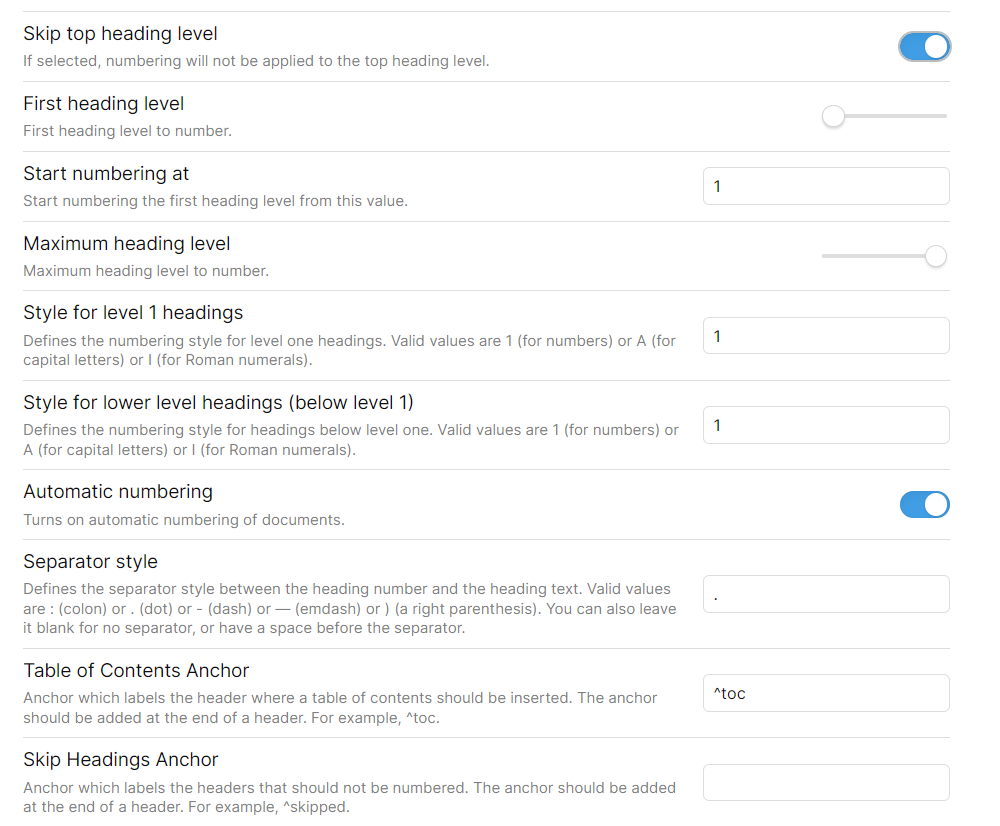 Skip top heading level
If selected, numbering will not be applied to the top heading level.
First heading level
First heading level to number.
Start numbering at
Start numbering the first heading level from this value.
1
Maximum heading level
Maximum heading level to number.
Style for level 1 headings
Defines the numbering style for level one headings. Valid values are 1 (for numbers) or A (for
capital letters) or I (for Roman numerals).
1
Style for lower level headings (below level 1)
Defines the numbering style for headings below level one. Valid values are 1 (for numbers) or
A (for capital letters) or I (for Roman numerals).
1
Automatic numbering
Turns on automatic numbering of documents.
Separator style
Defines the separator style between the heading number and the heading text. Valid values
are : (colon) or . (dot) or - (dash) or — (emdash) or ) (a right parenthesis). You can also leave
it blank for no separator, or have a space before the separator.
.
Table of Contents Anchor
Anchor which labels the header where a table of contents should be inserted. The anchor
should be added at the end of a header. For example, ^toc.
^toc
Skip Headings Anchor
Anchor which labels the headers that should not be numbered. The anchor should be added
at the end of a header. For example, ^skipped.